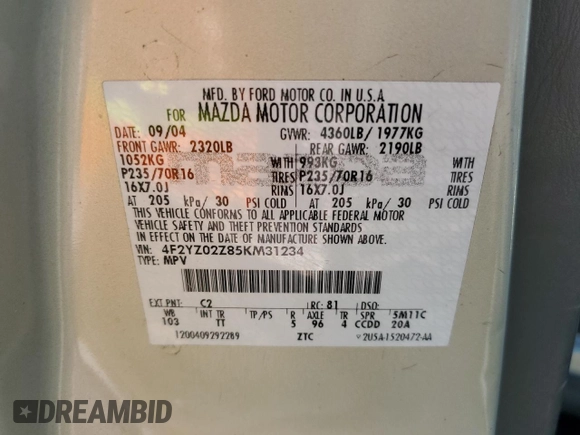 MFD. BY FORD MOTOR CO. IN U.S.A
FOR MAZDA MOTOR CORPORATION
DATE: 09/04 GVWR: 4360LB/ 1977KG
FRONT GAWR: 2320LB REAR GAWR: 2190LB
1052KG 993KG
P235/70R16 TIRES P235/70R16 TIRES
16X7.0J RIMS 16X7.0J RIMS
AT 205 kPa/ 30 PSI COLD AT 205 kPa/ 30 PSI COLD
THIS VEHICLE CONFORMS TO ALL APPLICABLE FEDERAL MOTOR
VEHICLE SAFETY AND THEFT PREVENTION STANDARDS
IN EFFECT ON THE DATE OF MANUFACTURE SHOWN ABOVE.
VIN: 4F2YZ02Z85KM31234
TYPE: MPV
EXT PNT: C2 RC: 81 DSO:
WB INT TR TP/PS R AXLE TR SPR 5M11C
103 TT 5 96 4 CCDD 20A
1200409292289 ZTC 2U5A-1520472-AA
DREAMBID